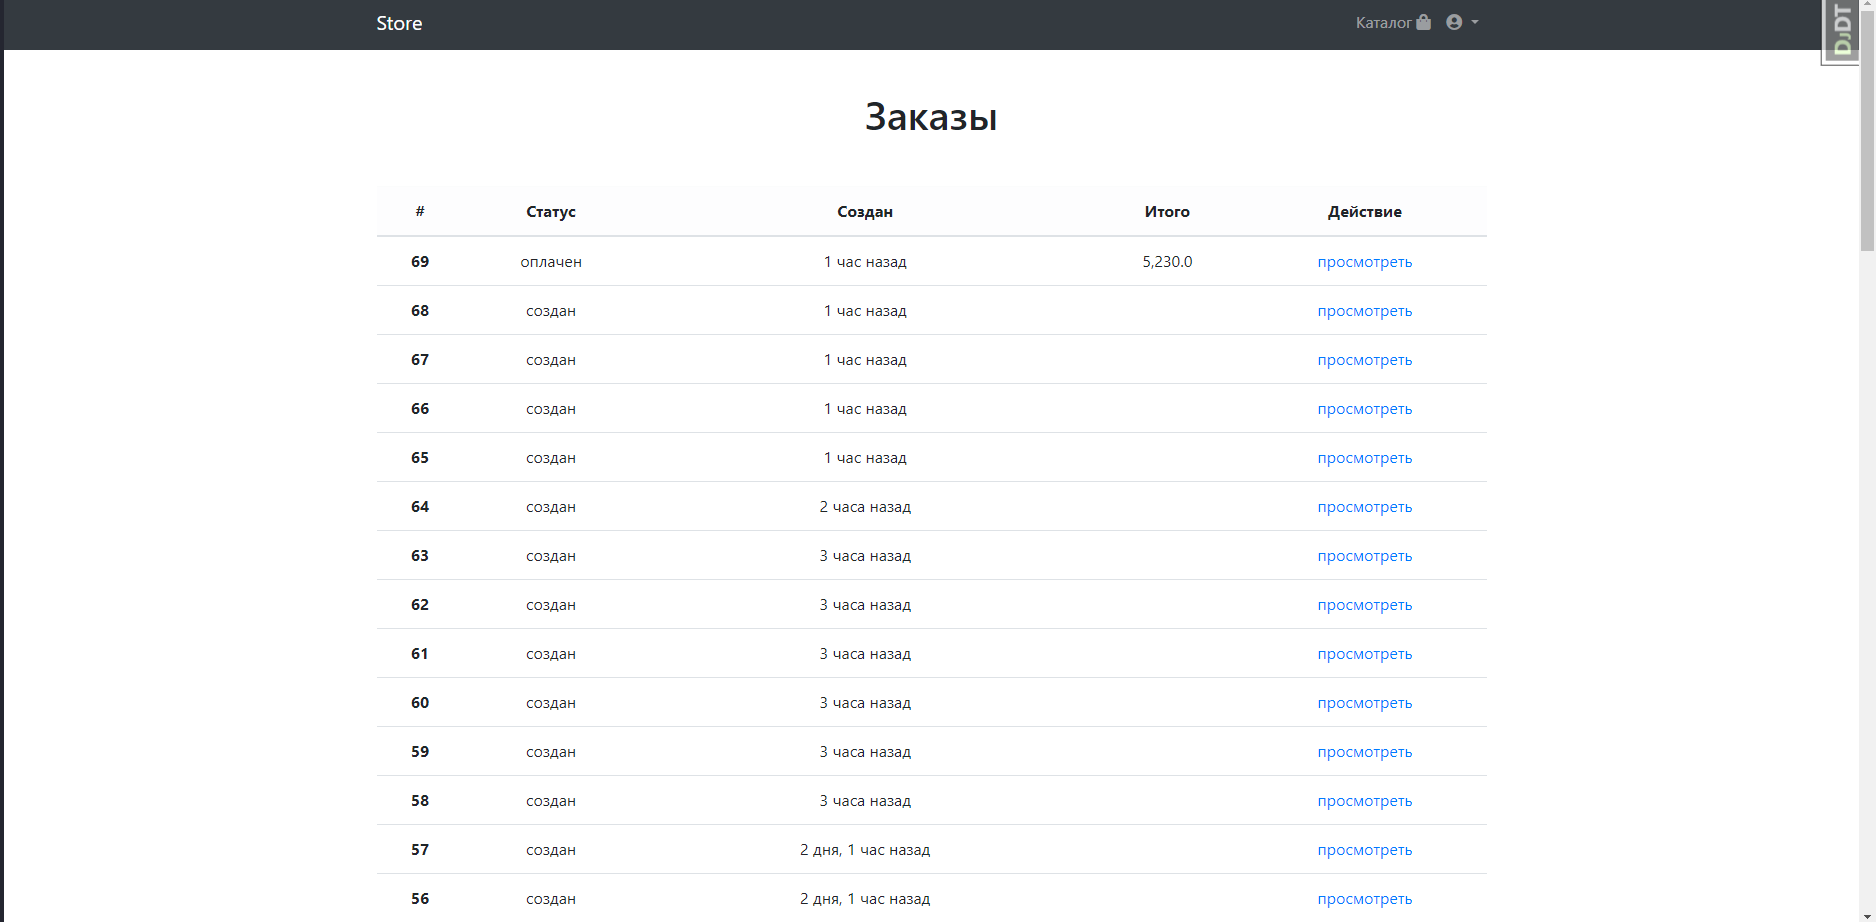 Store Каталог
DjDT
Заказы
# Статус Создан Итого Действие
69 оплачен 1 час назад 5,230.0 просмотреть
68 создан 1 час назад просмотреть
67 создан 1 час назад просмотреть
66 создан 1 час назад просмотреть
65 создан 1 час назад просмотреть
64 создан 2 часа назад просмотреть
63 создан 3 часа назад просмотреть
62 создан 3 часа назад просмотреть
61 создан 3 часа назад просмотреть
60 создан 3 часа назад просмотреть
59 создан 3 часа назад просмотреть
58 создан 3 часа назад просмотреть
57 создан 2 дня, 1 час назад просмотреть
56 создан 2 дня, 1 час назад просмотреть